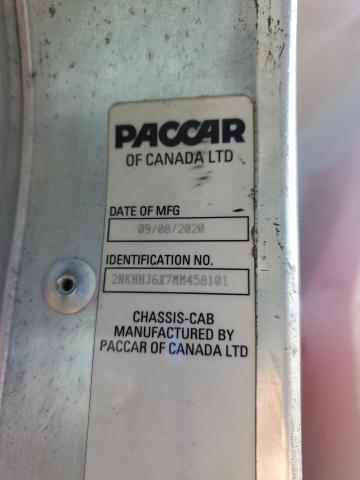 PACCAR
OF CANADA LTD
DATE OF MFG
09/08/2020
IDENTIFICATION NO.
2NKHHJ6X7MM458101
CHASSIS-CAB
MANUFACTURED BY
PACCAR OF CANADA LTD